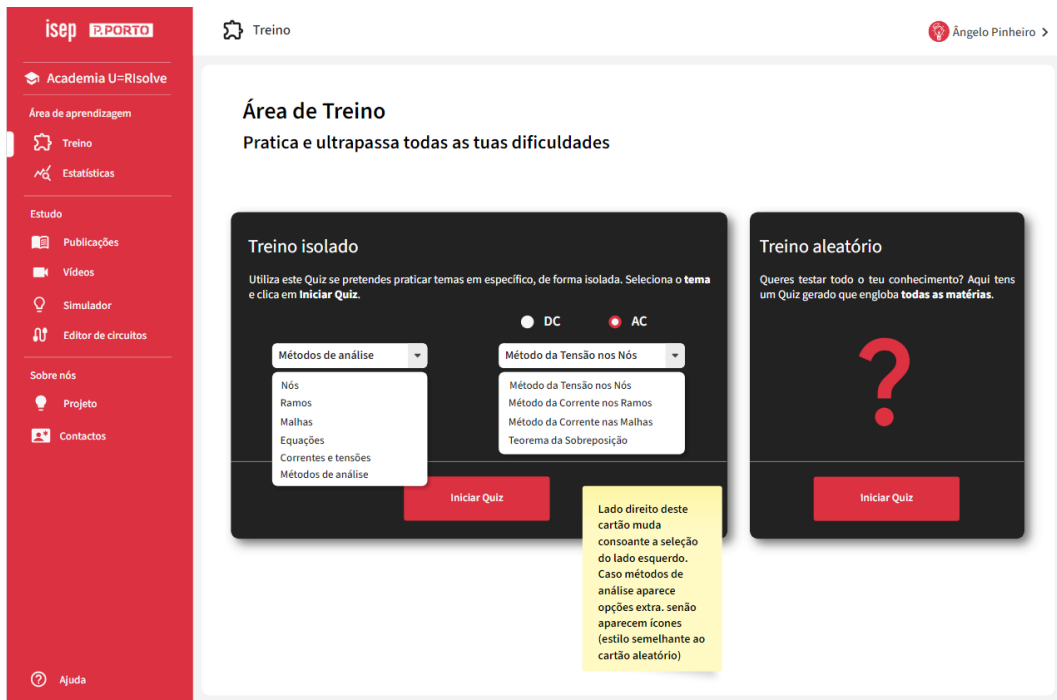 isep P.PORTO
Academia U=RIsolve
Área de aprendizagem
Treino
Estatísticas
Estudo
Publicações
Vídeos
Simulador
Editor de circuitos
Sobre nós
Projeto
Contactos
Ajuda
Treino
Ângelo Pinheiro
Área de Treino
Pratica e ultrapassa todas as tuas dificuldades
Treino isolado
Utiliza este Quiz se pretendes praticar temas em específico, de forma isolada. Seleciona o tema
e clica em Iniciar Quiz.
DC AC
Métodos de análise
Nós
Ramos
Malhas
Equações
Correntes e tensões
Métodos de análise
Método da Tensão nos Nós
Método da Tensão nos Nós
Método da Corrente nos Ramos
Método da Corrente nas Malhas
Teorema da Sobreposição
Iniciar Quiz
Lado direito deste
cartão muda
consoante a seleção
do lado esquerdo.
Caso métodos de
análise aparece
opções extra. senão
aparecem ícones
(estilo semelhante ao
cartão aleatório)
Treino aleatório
Queres testar todo o teu conhecimento? Aqui tens
um Quiz gerado que engloba todas as matérias.
?
Iniciar Quiz